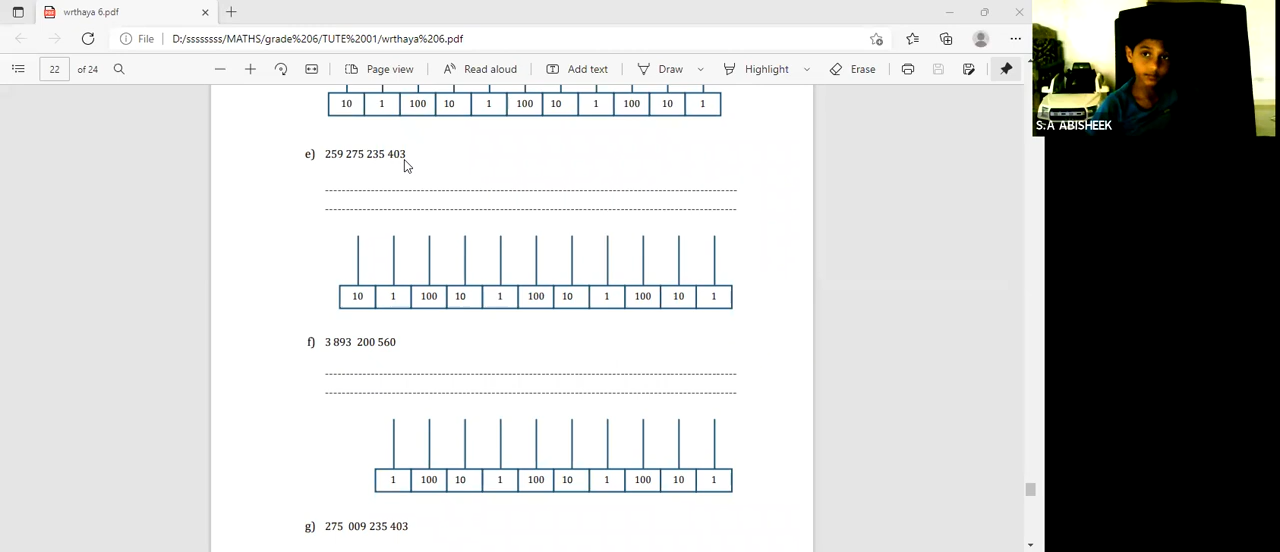 wrthaya 6.pdf
File D:/ssssssss/MATHS/grade%206/TUTE%2001/wrthaya%206.pdf
22 of 24 Page view Read aloud Add text Draw Highlight Erase
10 1 100 10 1 100 10 1 100 10 1
e) 259 275 235 403
10 1 100 10 1 100 10 1 100 10 1
f) 3 893 200 560
1 100 10 1 100 10 1 100 10 1
g) 275 009 235 403
S.A ABISHEEK